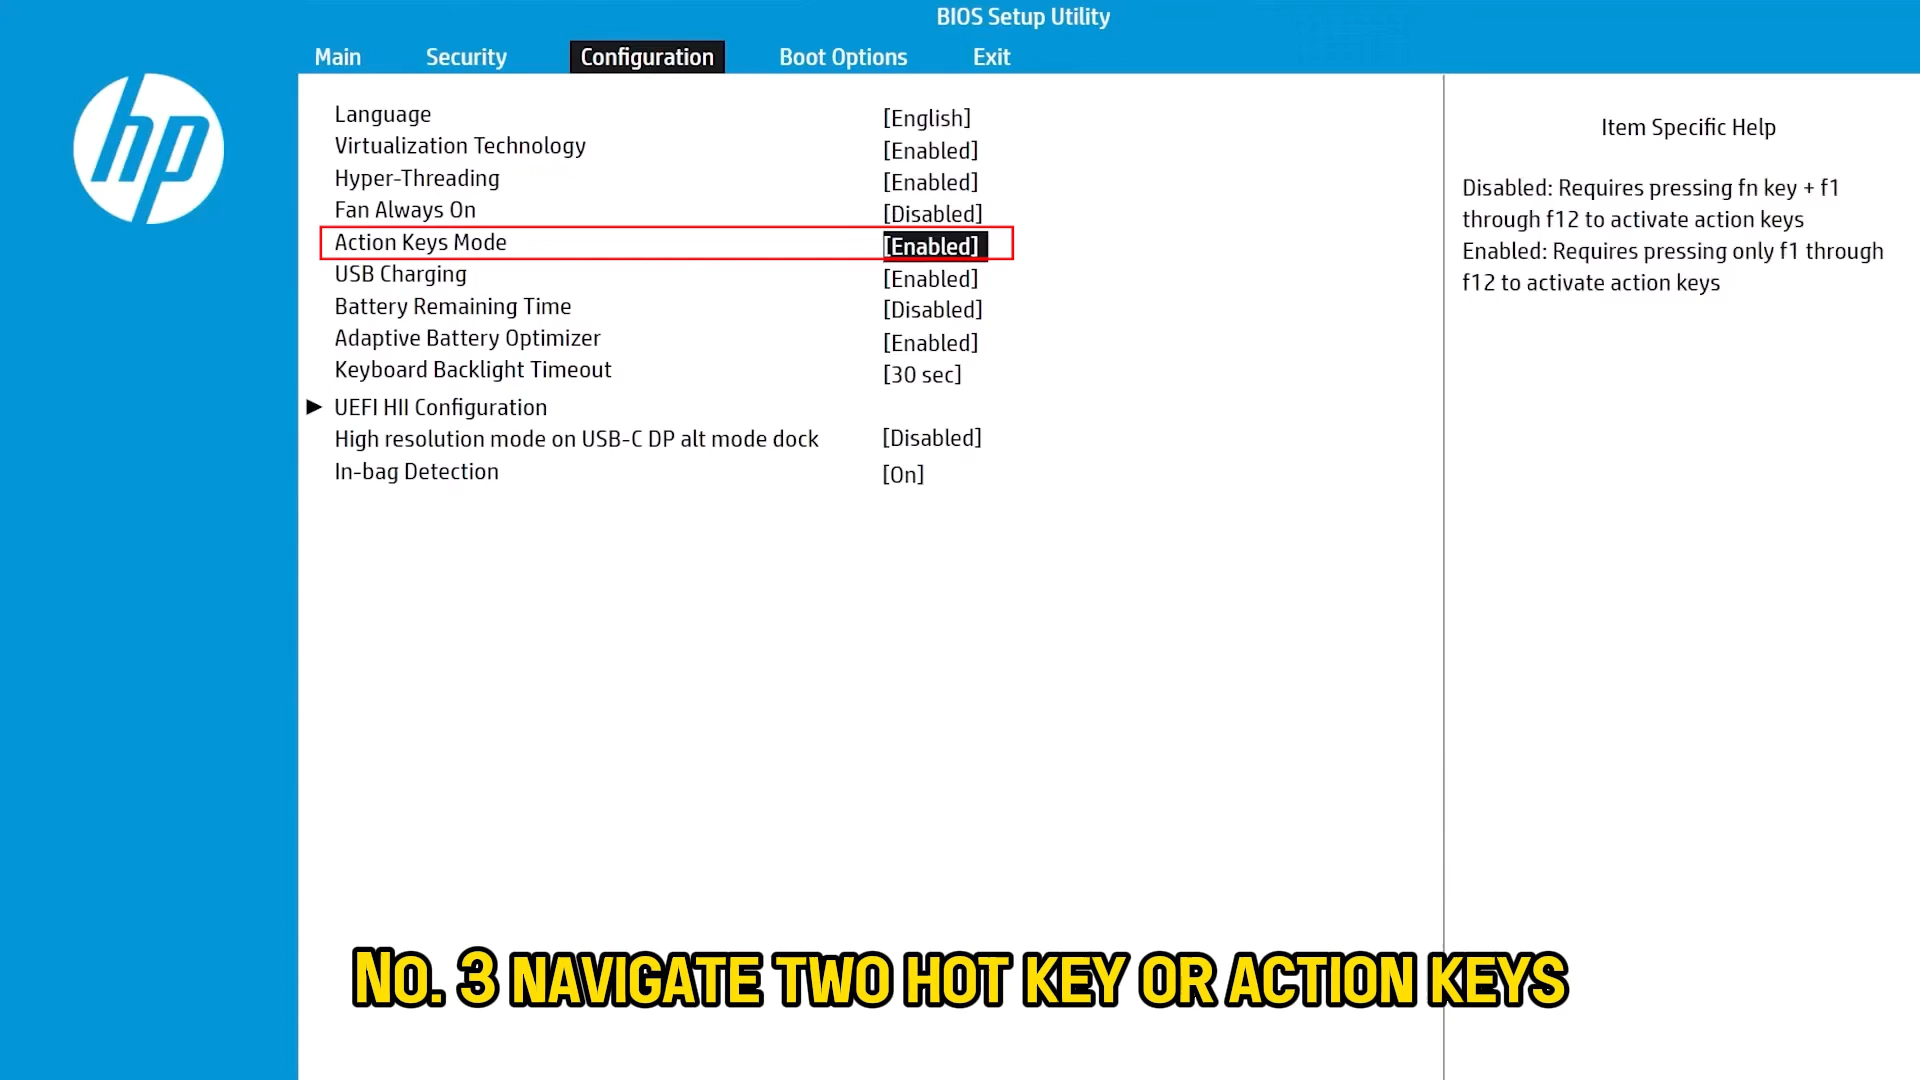 BIOS Setup Utility
Main Security Configuration Boot Options Exit
hp
Language [English]
Virtualization Technology [Enabled]
Hyper-Threading [Enabled]
Fan Always On [Disabled]
Action Keys Mode [Enabled]
USB Charging [Enabled]
Battery Remaining Time [Disabled]
Adaptive Battery Optimizer [Enabled]
Keyboard Backlight Timeout [30 sec]
UEFI HII Configuration
High resolution mode on USB-C DP alt mode dock [Disabled]
In-bag Detection [On]
Item Specific Help
Disabled: Requires pressing fn key + f1
through f12 to activate action keys
Enabled: Requires pressing only f1 through
f12 to activate action keys
NO. 3 NAVIGATE TWO HOT KEY OR ACTION KEYS